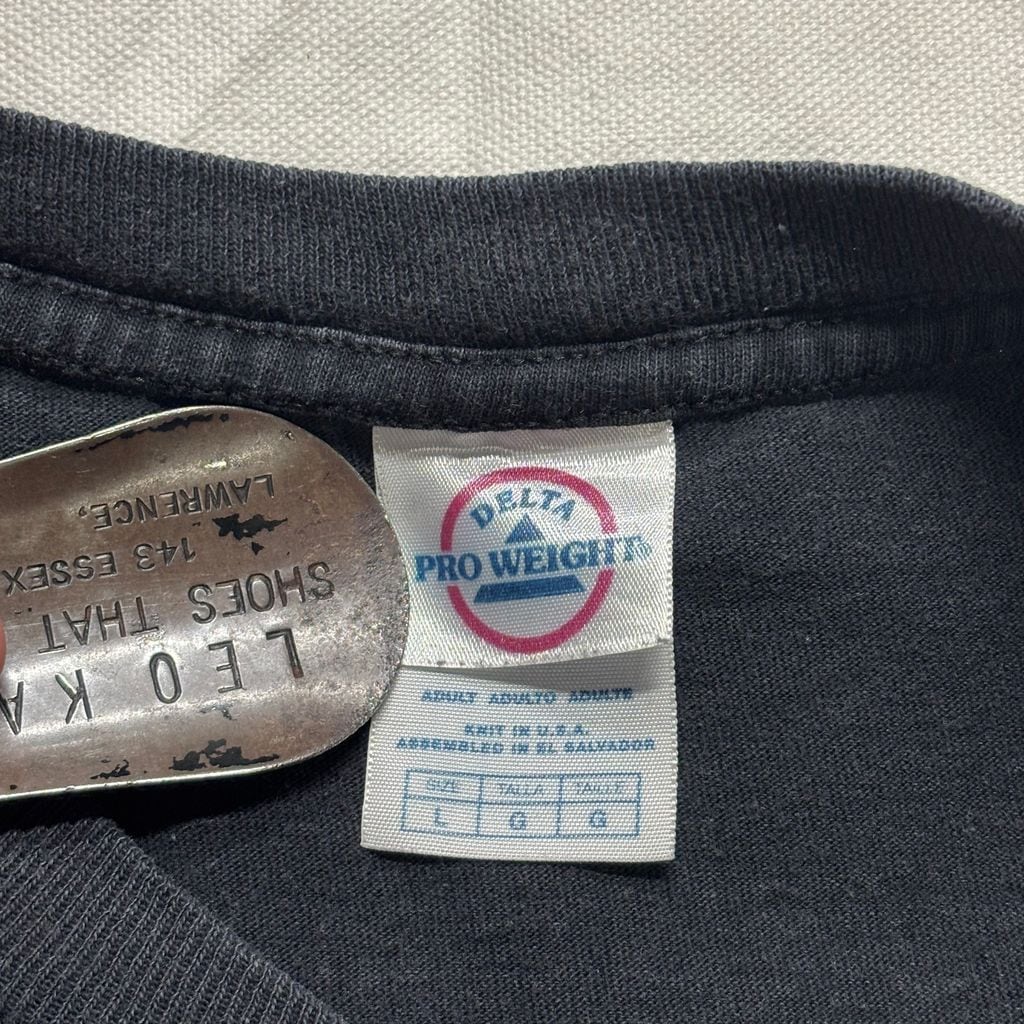 LEO KA
SHOES THAT
143 ESSEX
LAWRENCE,
DELTA
PRO WEIGHT®
ADULT ADULTO ADULTE
KNIT IN U.S.A.
ASSEMBLED IN EL SALVADOR
SIZE TALLA TAILLE
L G G